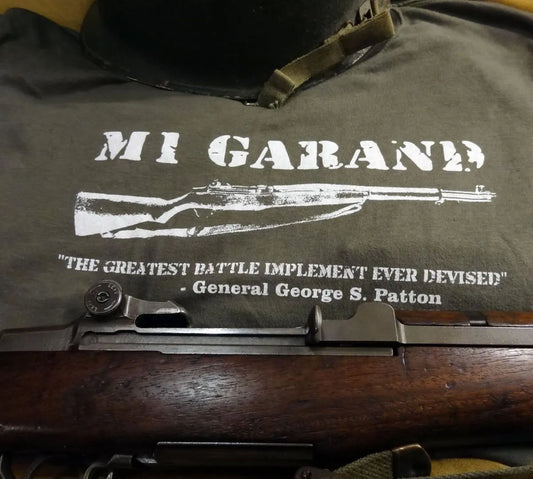 M1 GARAND
"THE GREATEST BATTLE IMPLEMENT EVER DEVISED"
- General George S. Patton